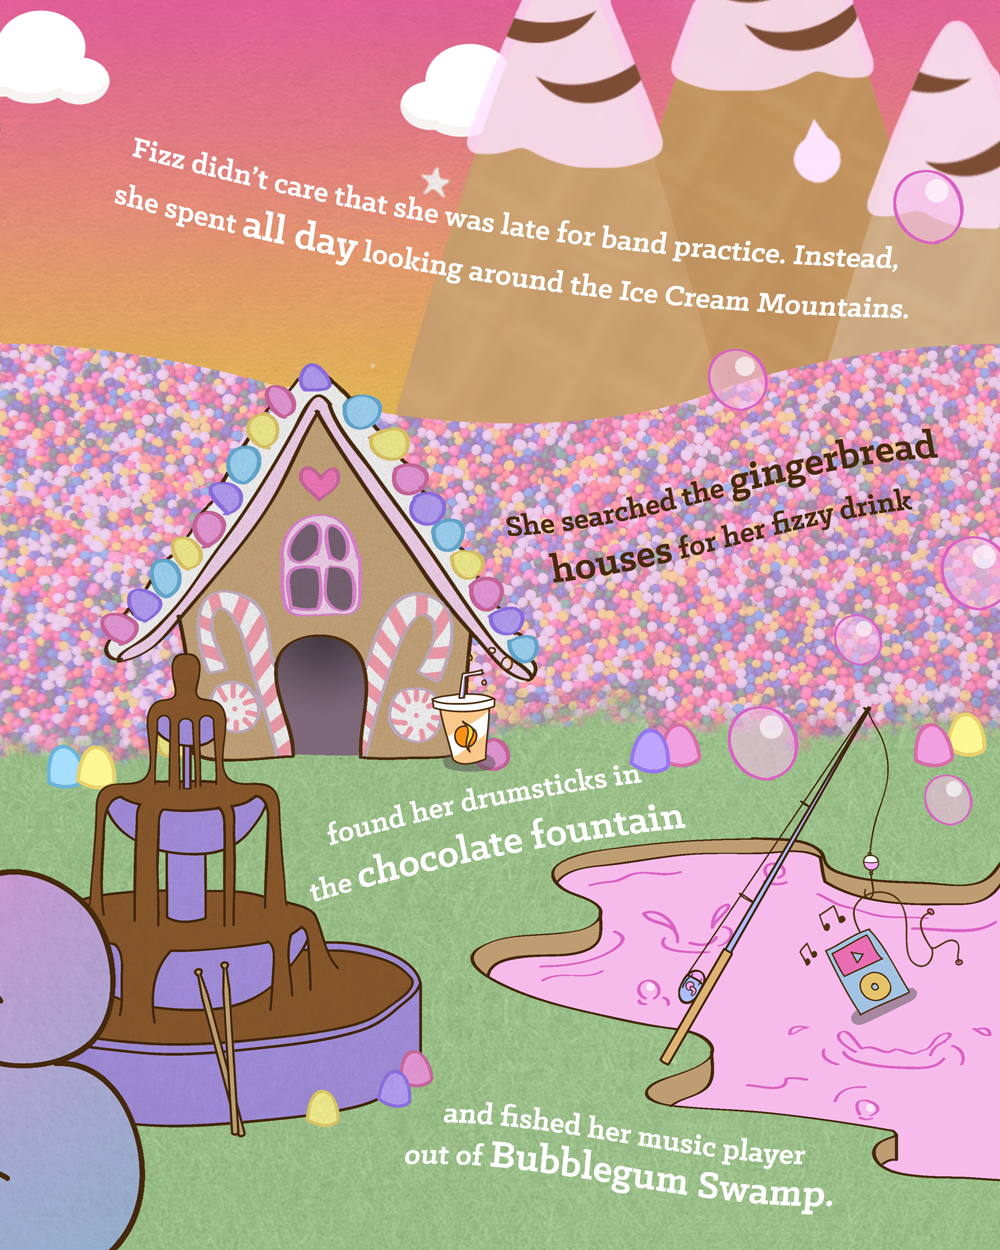 Fizz didn't care that she was late for band practice. Instead,
she spent all day looking around the Ice Cream Mountains.
She searched the gingerbread
houses for her fizzy drink
found her drumsticks in
the chocolate fountain
and fished her music player
out of Bubblegum Swamp.